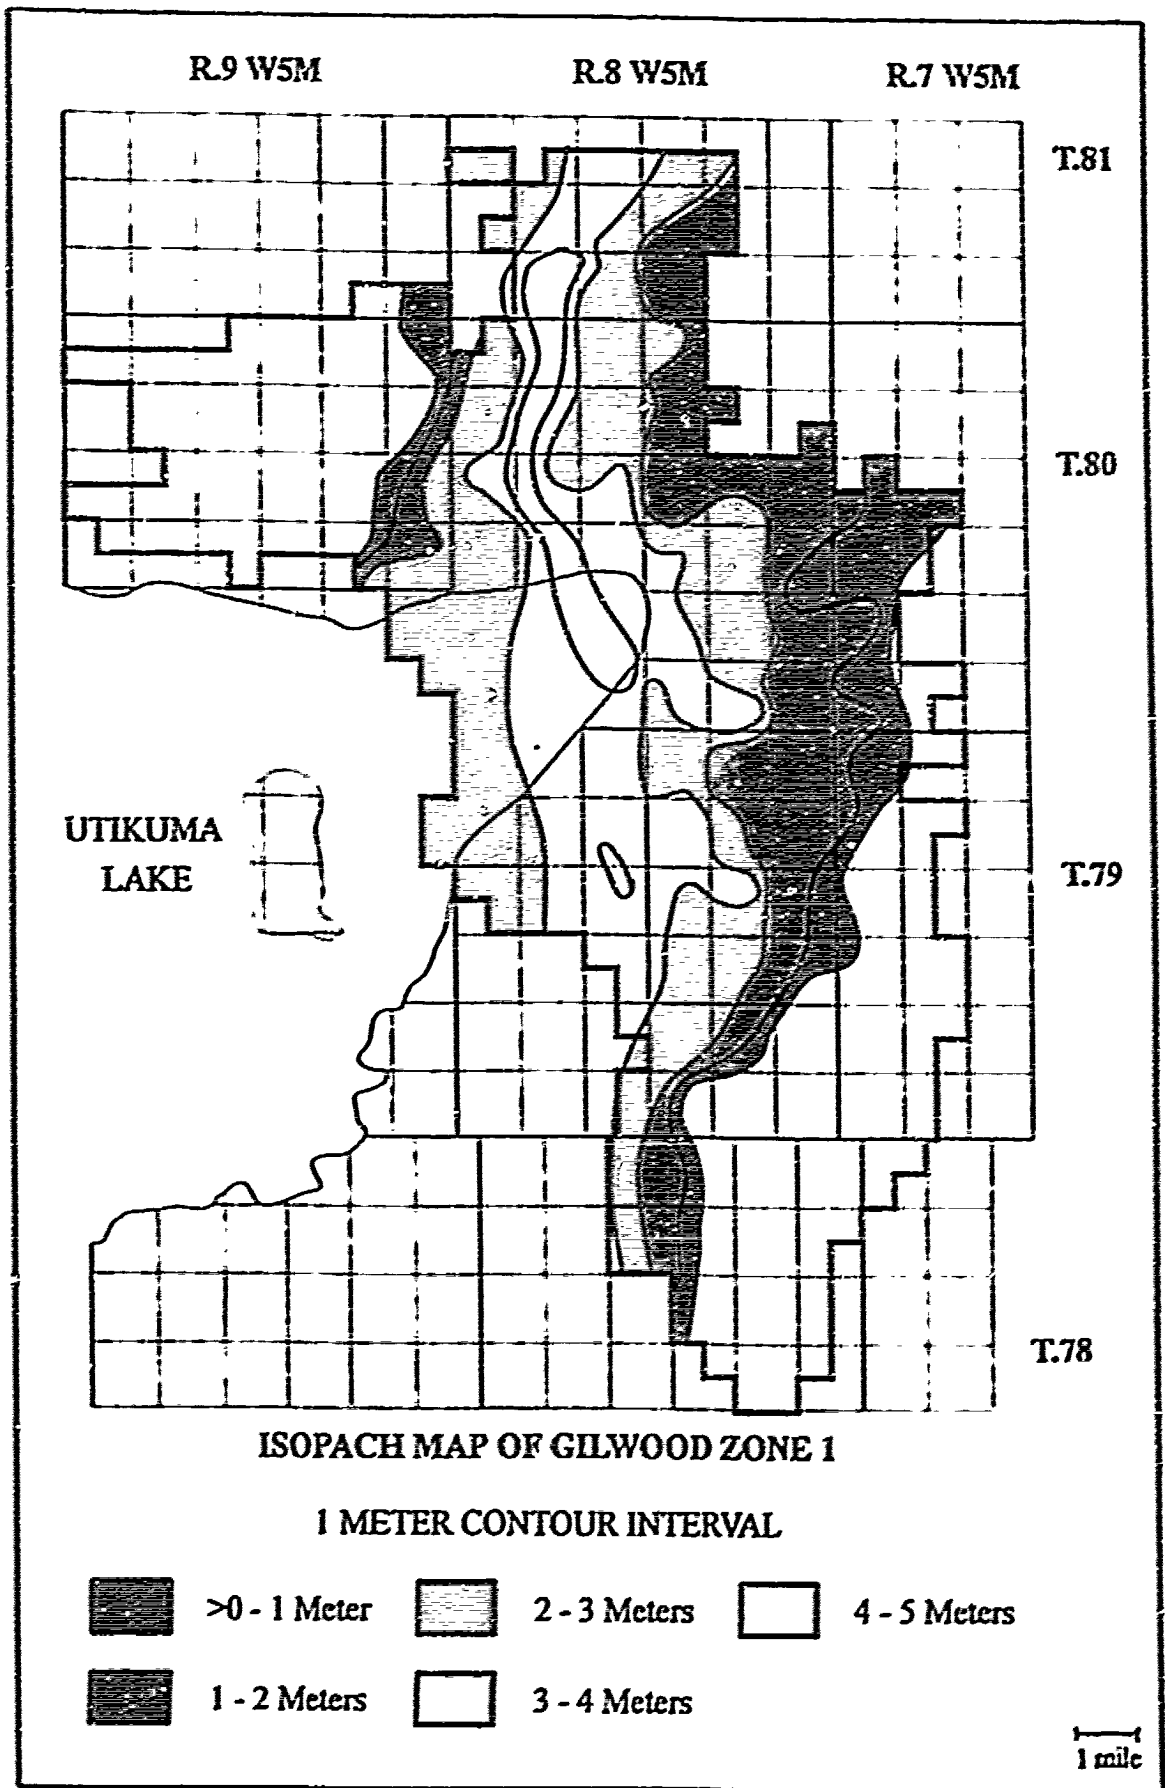 R.9 W5M
R.8 W5M
R.7 W5M
T.81
T.80
UTIKUMA
LAKE
T.79
T.78
ISOPACH MAP OF GILWOOD ZONE 1
1 METER CONTOUR INTERVAL
>0 - 1 Meter
2 - 3 Meters
4 - 5 Meters
1 - 2 Meters
3 - 4 Meters
1 mile